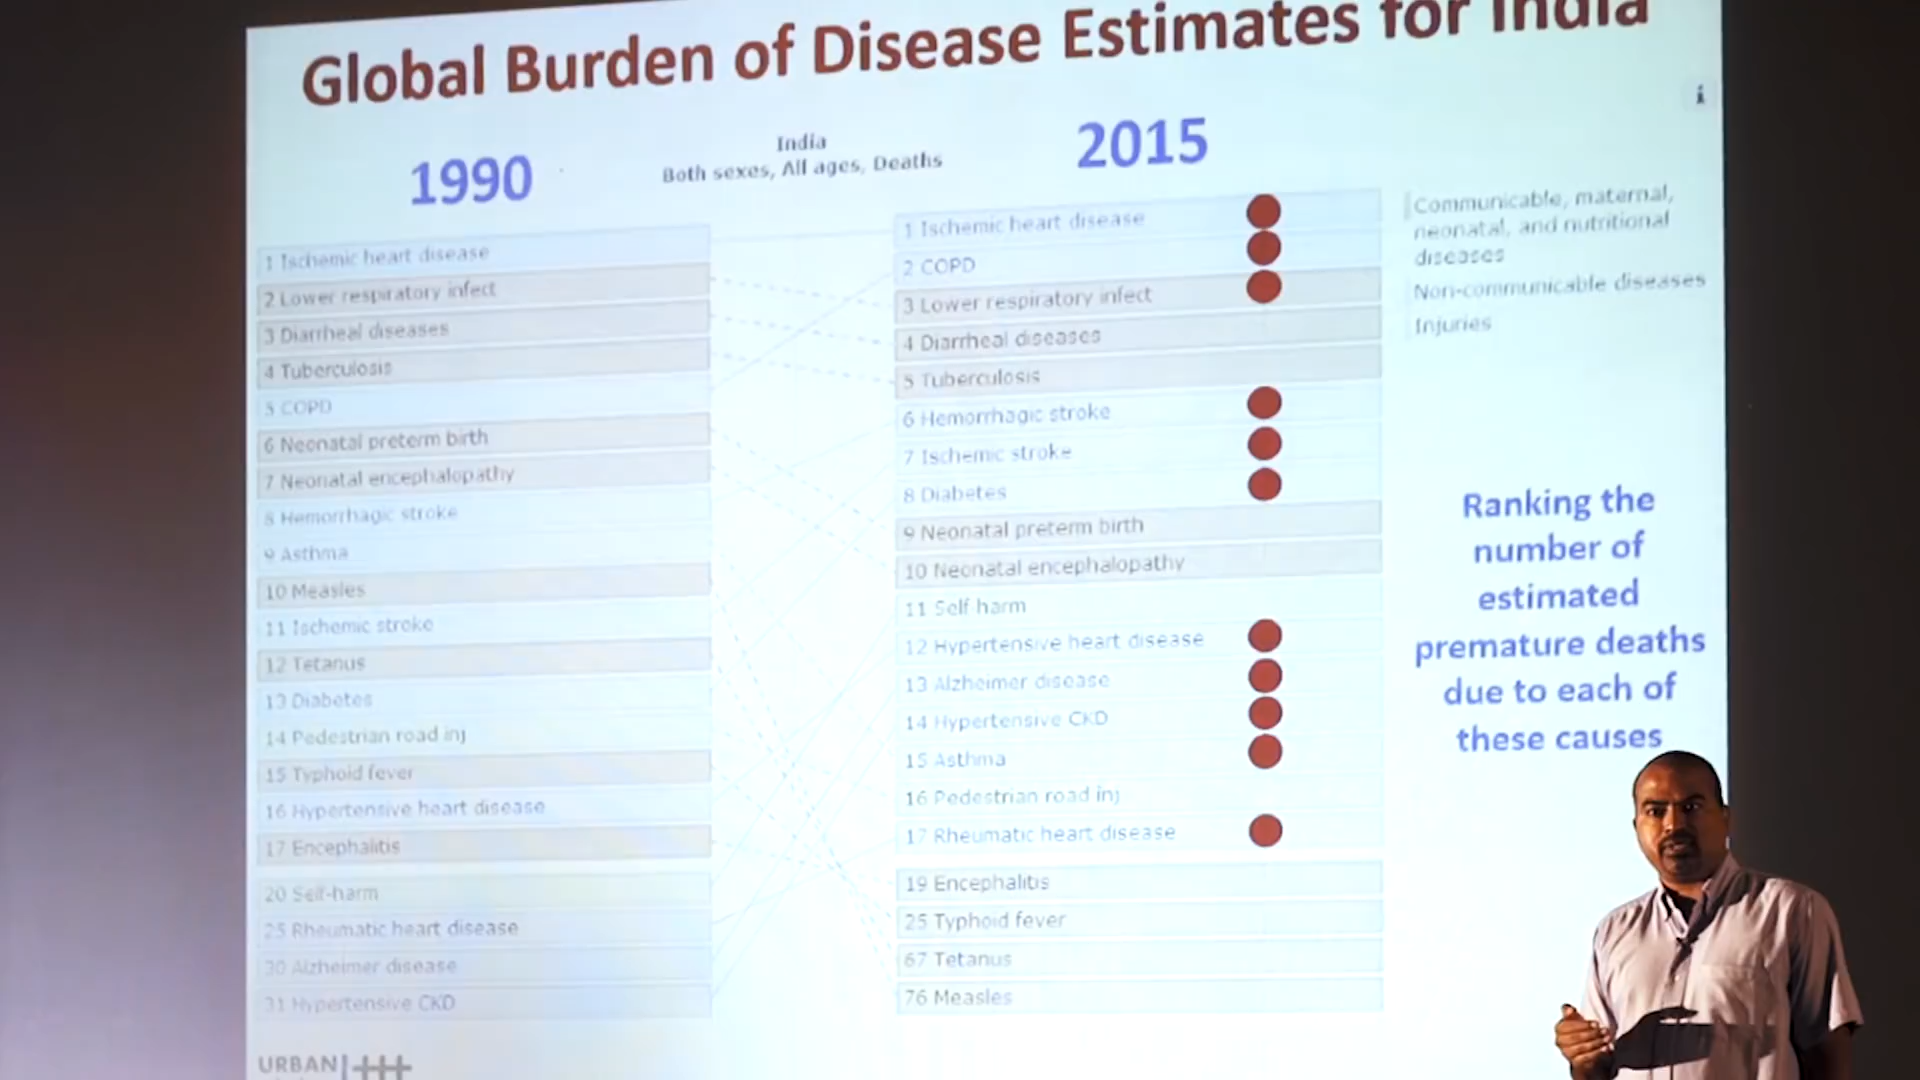 Global Burden of Disease Estimates for India
i
1990
India
Both sexes, All ages, Deaths
2015
1 Ischemic heart disease
2 Lower respiratory infect
3 Diarrheal diseases
4 Tuberculosis
5 COPD
6 Neonatal preterm birth
7 Neonatal encephalopathy
8 Hemorrhagic stroke
9 Asthma
10 Measles
11 Ischemic stroke
12 Tetanus
13 Diabetes
14 Pedestrian road inj
15 Typhoid fever
16 Hypertensive heart disease
17 Encephalitis
20 Self-harm
25 Rheumatic heart disease
30 Alzheimer disease
31 Hypertensive CKD
1 Ischemic heart disease
2 COPD
3 Lower respiratory infect
4 Diarrheal diseases
5 Tuberculosis
6 Hemorrhagic stroke
7 Ischemic stroke
8 Diabetes
9 Neonatal preterm birth
10 Neonatal encephalopathy
11 Self-harm
12 Hypertensive heart disease
13 Alzheimer disease
14 Hypertensive CKD
15 Asthma
16 Pedestrian road inj
17 Rheumatic heart disease
19 Encephalitis
25 Typhoid fever
67 Tetanus
76 Measles
Communicable, maternal,
neonatal, and nutritional
diseases
Non-communicable diseases
Injuries
Ranking the
number of
estimated
premature deaths
due to each of
these causes
URBAN